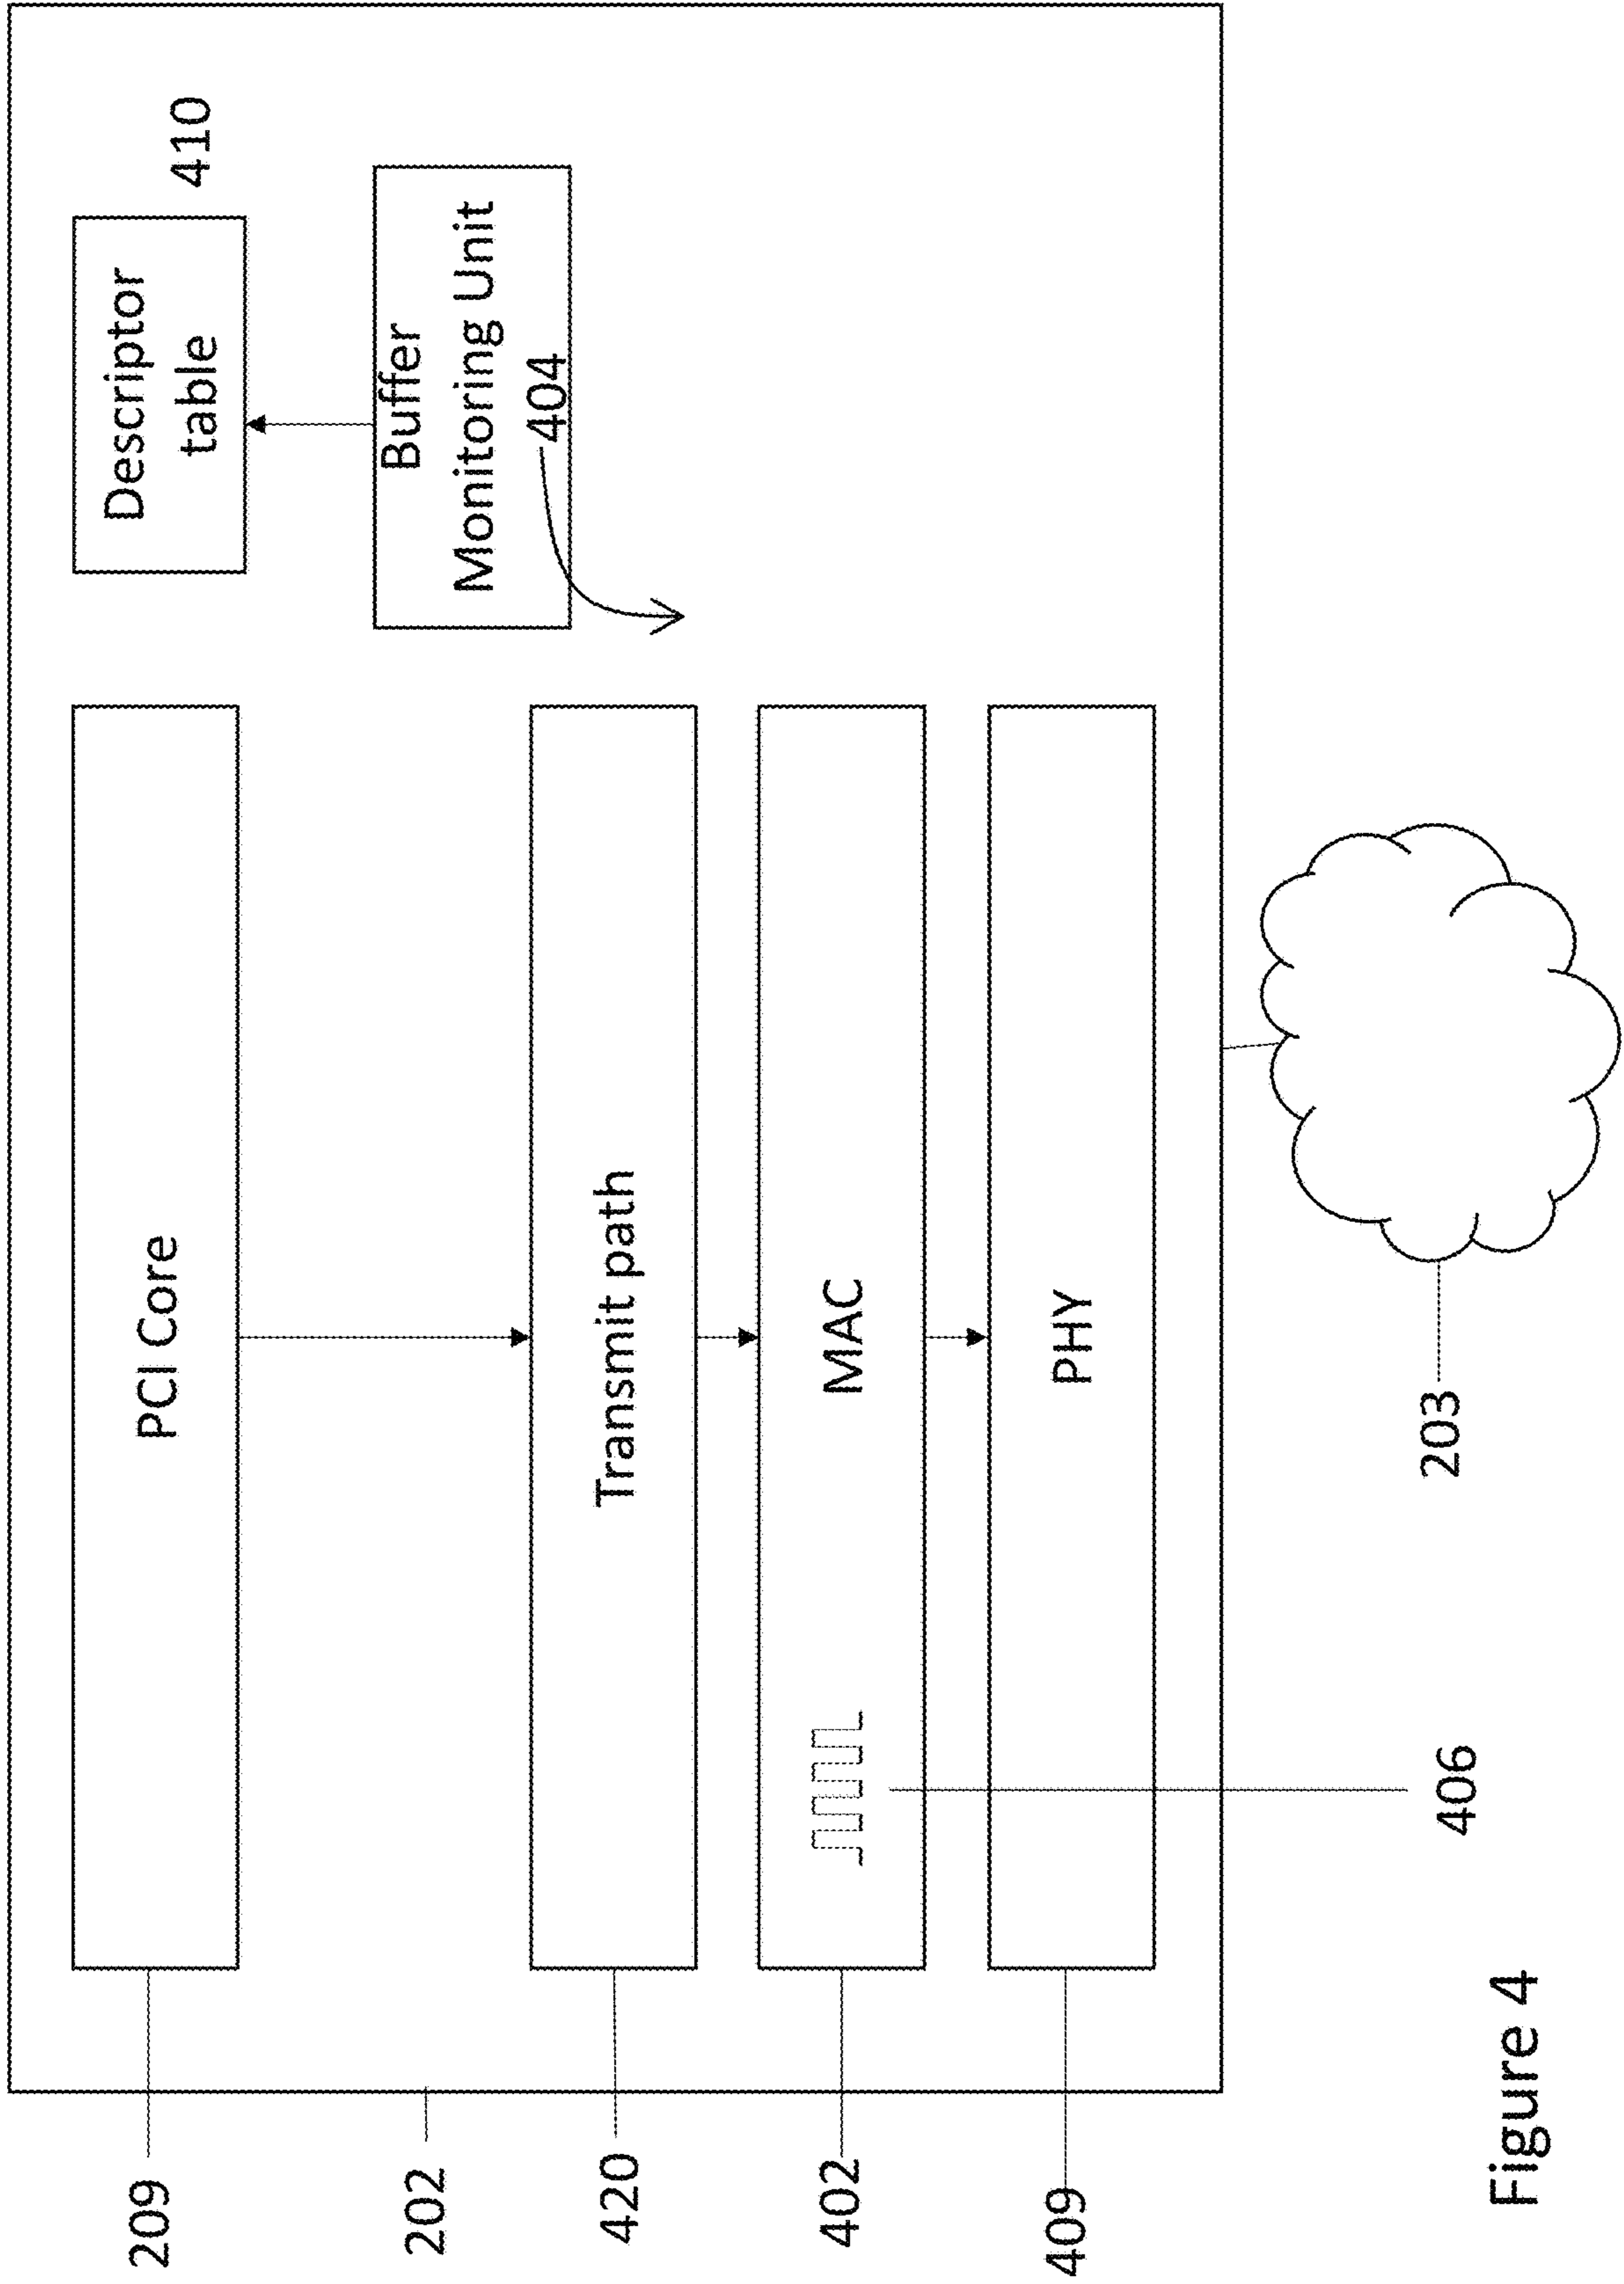 209
PCI Core
Descriptor
table
410
202
Buffer
Monitoring Unit
404
420
Transmit path
402
MAC
409
PHY
203
406
Figure 4